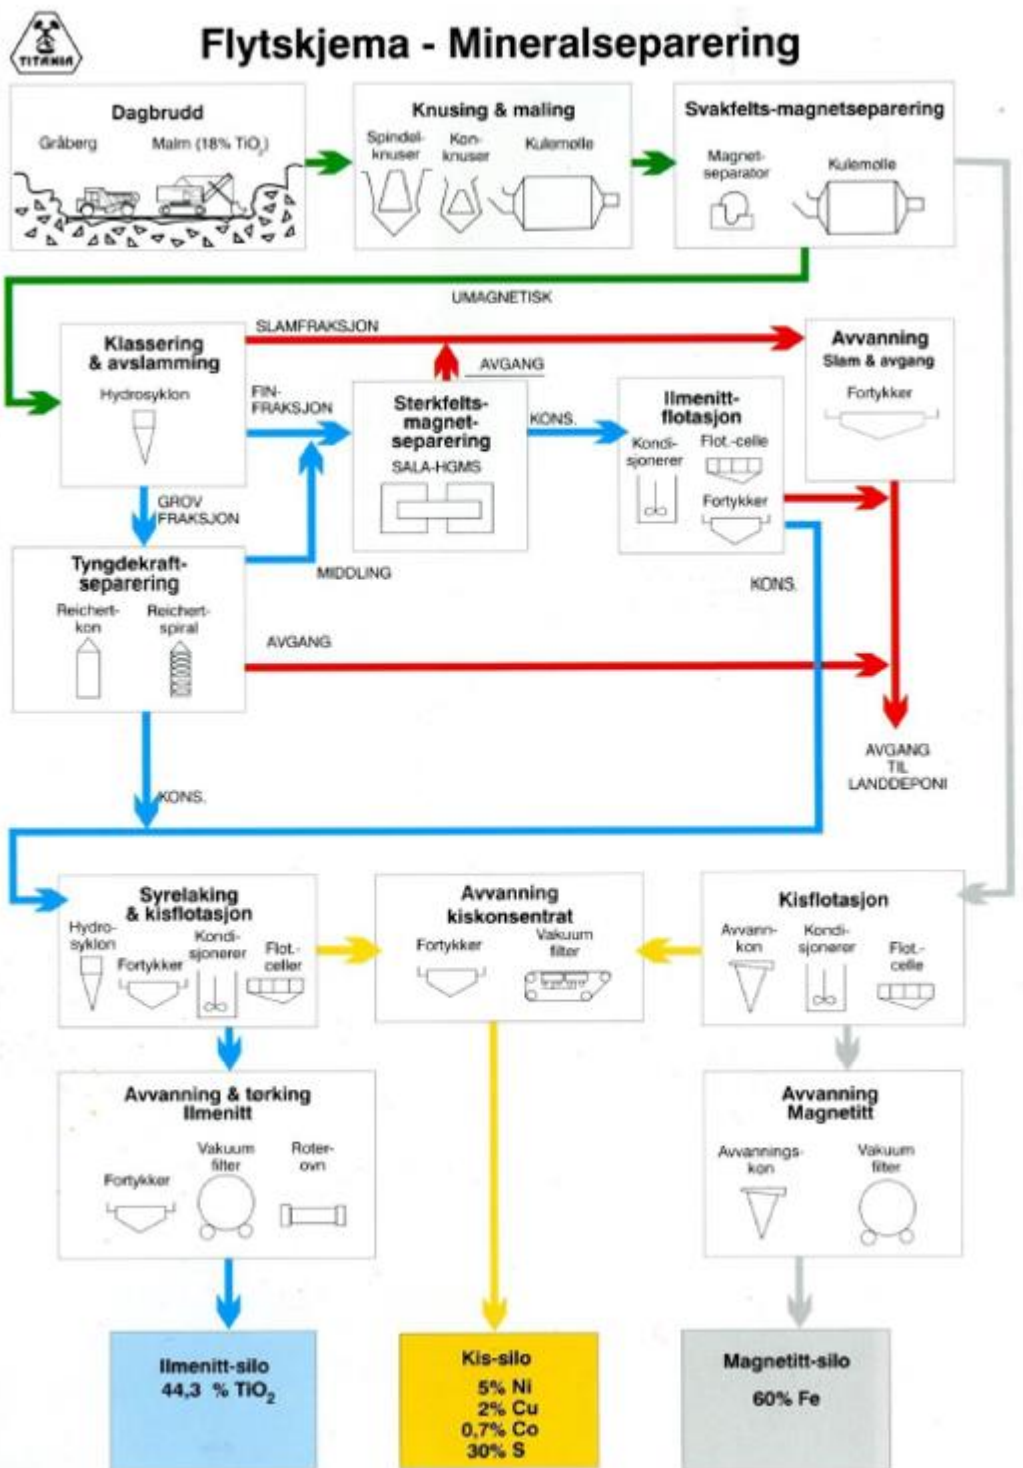 TITANIA
Flytskjema - Mineralseparering
Dagbrudd
Gråberg
Malm (18% TiO2)
Knusing & maling
Spindel-
knuser
Kon-
knuser
Kulemølle
Svakfelts-magnetseparering
Magnet-
separator
Kulemølle
UMAGNETISK
Klassering
& avslamming
Hydrosyklon
SLAMFRAKSJON
AVGANG
FIN-
FRAKSJON
Sterkfelts-
magnet-
separering
SALA-HGMS
KONS.
Ilmenitt-
flotasjon
Kondi-
sjonerer
Flot.-celle
Fortykker
Avvanning
Slam & avgang
Fortykker
GROV
FRAKSJON
Tyngdekraft-
separering
Reichert-
kon
Reichert-
spiral
MIDDLING
KONS.
AVGANG
AVGANG
TIL
LANDDEPONI
KONS.
Syrelaking
& kisflotasjon
Hydro-
syklon
Fortykker
Kondi-
sjonerer
Flot.-
celler
Avvanning
kiskonsentrat
Fortykker
Vakuum
filter
Kisflotasjon
Avvann-
kon
Kondi-
sjonerer
Flot.-
celle
Avvanning & tørking
Ilmenitt
Fortykker
Vakuum
filter
Roter-
ovn
Avvanning
Magnetitt
Avvannings-
kon
Vakuum
filter
Ilmenitt-silo
44,3 % TiO2
Kis-silo
5% Ni
2% Cu
0,7% Co
30% S
Magnetitt-silo
60% Fe